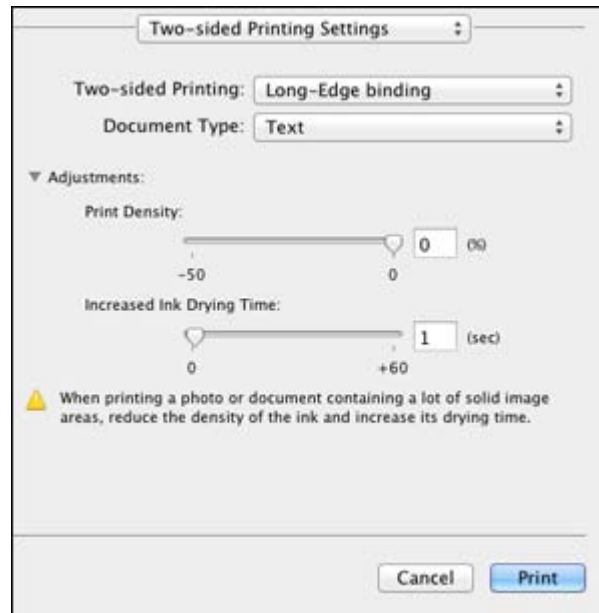 Two-sided Printing Settings
Two-sided Printing: Long-Edge binding
Document Type: Text
Adjustments:
Print Density:
0 (%)
-50 0
Increased Ink Drying Time:
1 (sec)
0 +60
When printing a photo or document containing a lot of solid image
areas, reduce the density of the ink and increase its drying time.
Cancel Print